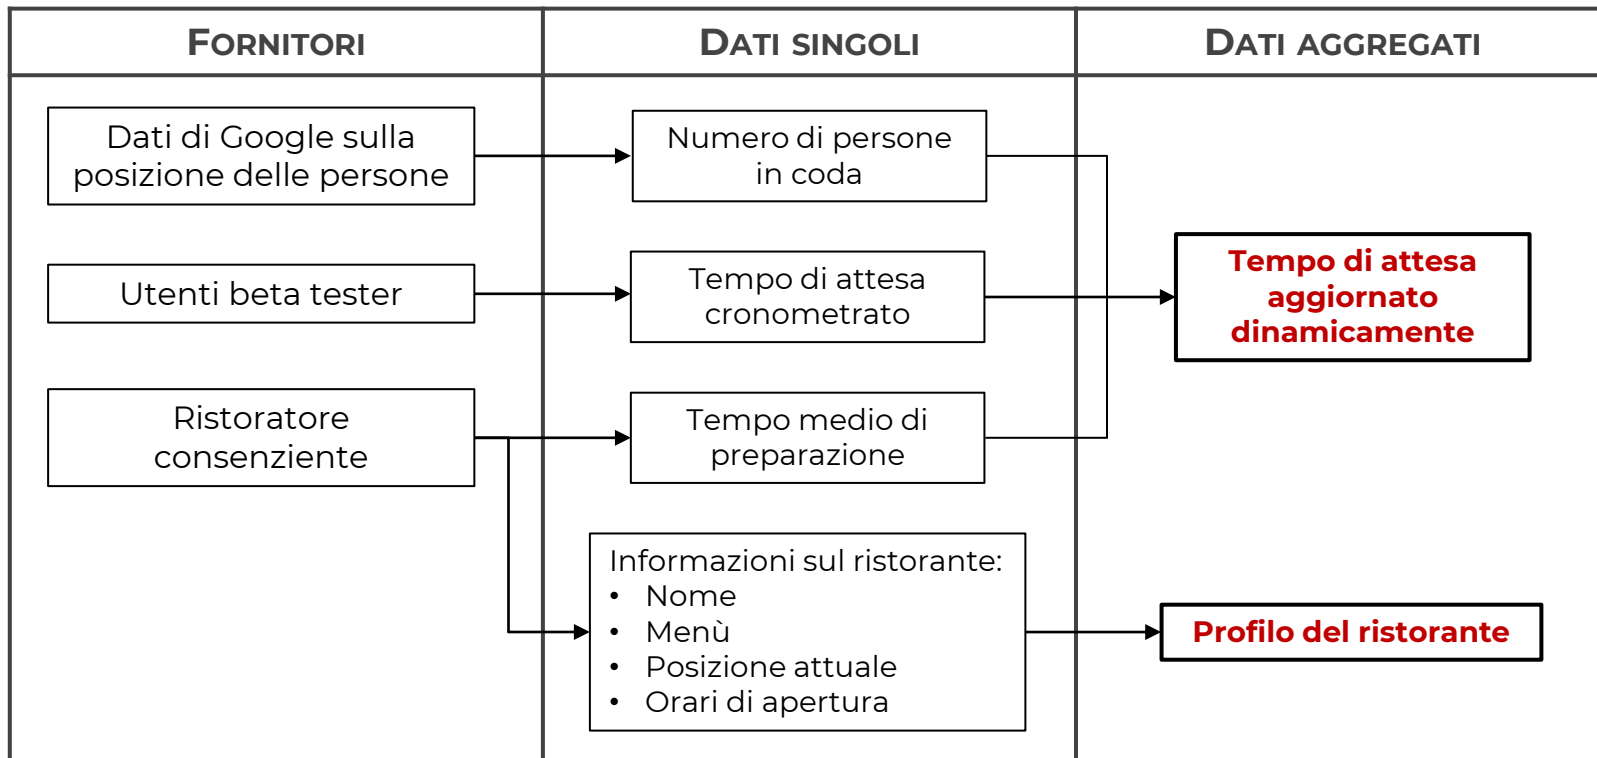 FORNITORI
DATI SINGOLI
DATI AGGREGATI
Dati di Google sulla
posizione delle persone
Numero di persone
in coda
Utenti beta tester
Tempo di attesa
cronometrato
Tempo di attesa
aggiornato
dinamicamente
Ristoratore
consenziente
Tempo medio di
preparazione
Informazioni sul ristorante:
• Nome
• Menù
• Posizione attuale
• Orari di apertura
Profilo del ristorante